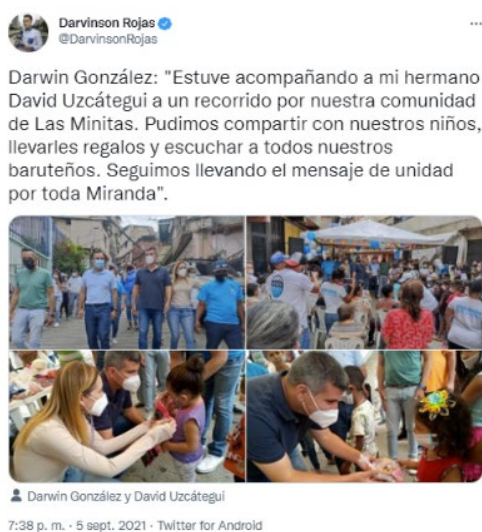 Darvinson Rojas
@DarvinsonRojas
Darwin González: "Estuve acompañando a mi hermano
David Uzcátegui a un recorrido por nuestra comunidad
de Las Minitas. Pudimos compartir con nuestros niños,
llevarles regalos y escuchar a todos nuestros
baruteños. Seguimos llevando el mensaje de unidad
por toda Miranda".
Darwin González y David Uzcátegui
7:38 p. m. · 5 sept. 2021 · Twitter for Android